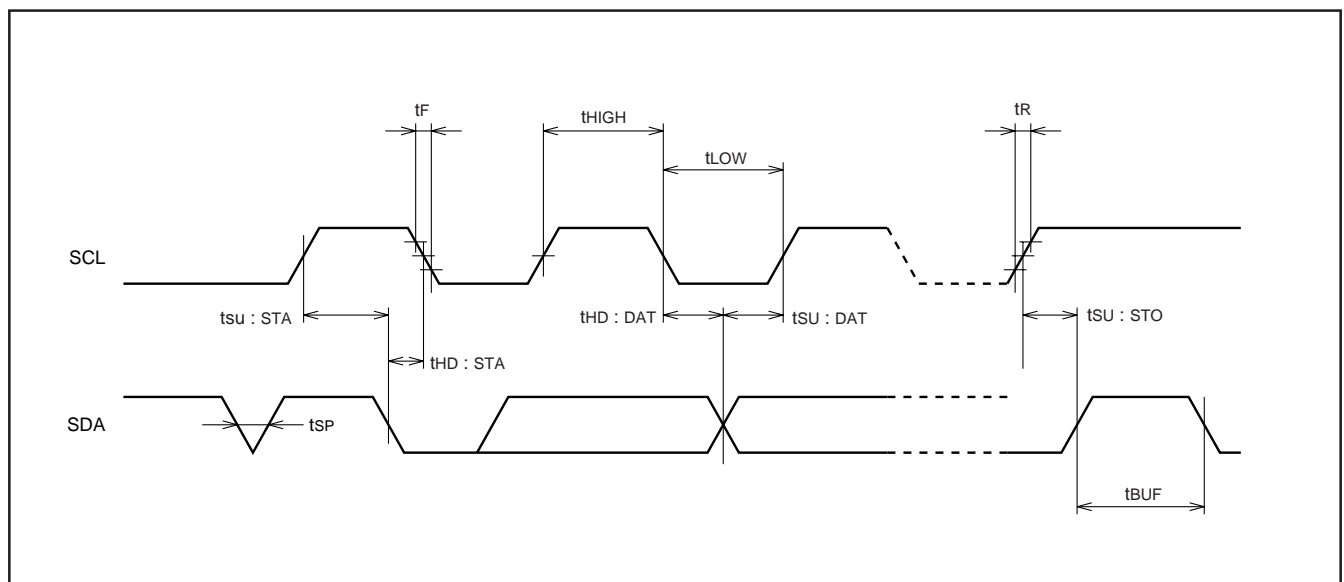 tF
tHIGH
tR
tLOW
SCL
tsu : STA
tHD : DAT
tSU : DAT
tSU : STO
tHD : STA
SDA
tSP
tBUF